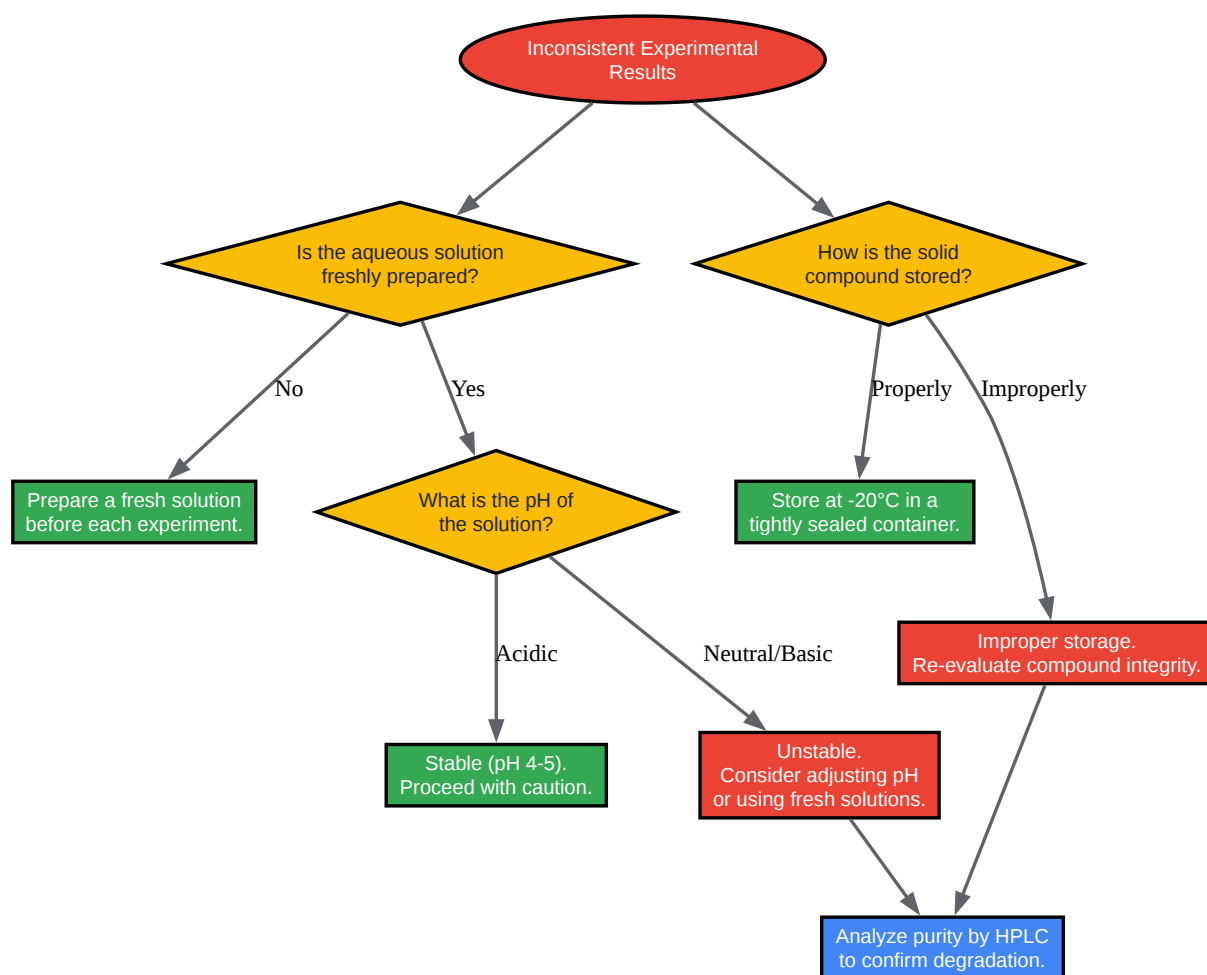 Inconsistent Experimental
Results
Is the aqueous solution
freshly prepared?
How is the solid
compound stored?
No
Yes
Properly
Improperly
Prepare a fresh solution
before each experiment.
What is the pH of
the solution?
Store at -20°C in a
tightly sealed container.
Acidic
Neutral/Basic
Improper storage.
Re-evaluate compound integrity.
Stable (pH 4-5).
Proceed with caution.
Unstable.
Consider adjusting pH
or using fresh solutions.
Analyze purity by HPLC
to confirm degradation.